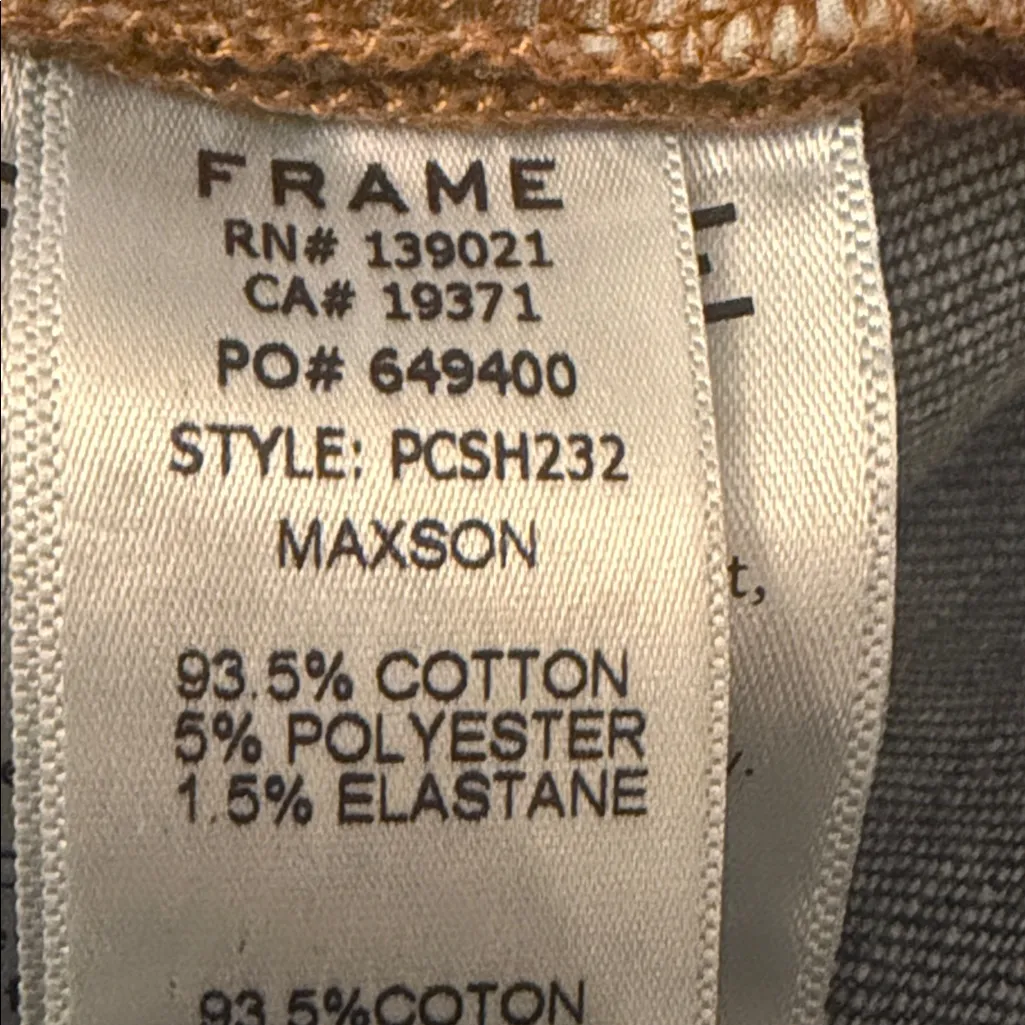 FRAME
RN# 139021
CA# 19371
PO# 649400
STYLE: PCSH232
MAXSON
93.5% COTTON
5% POLYESTER
1.5% ELASTANE
93.5%COTON
t,
y.